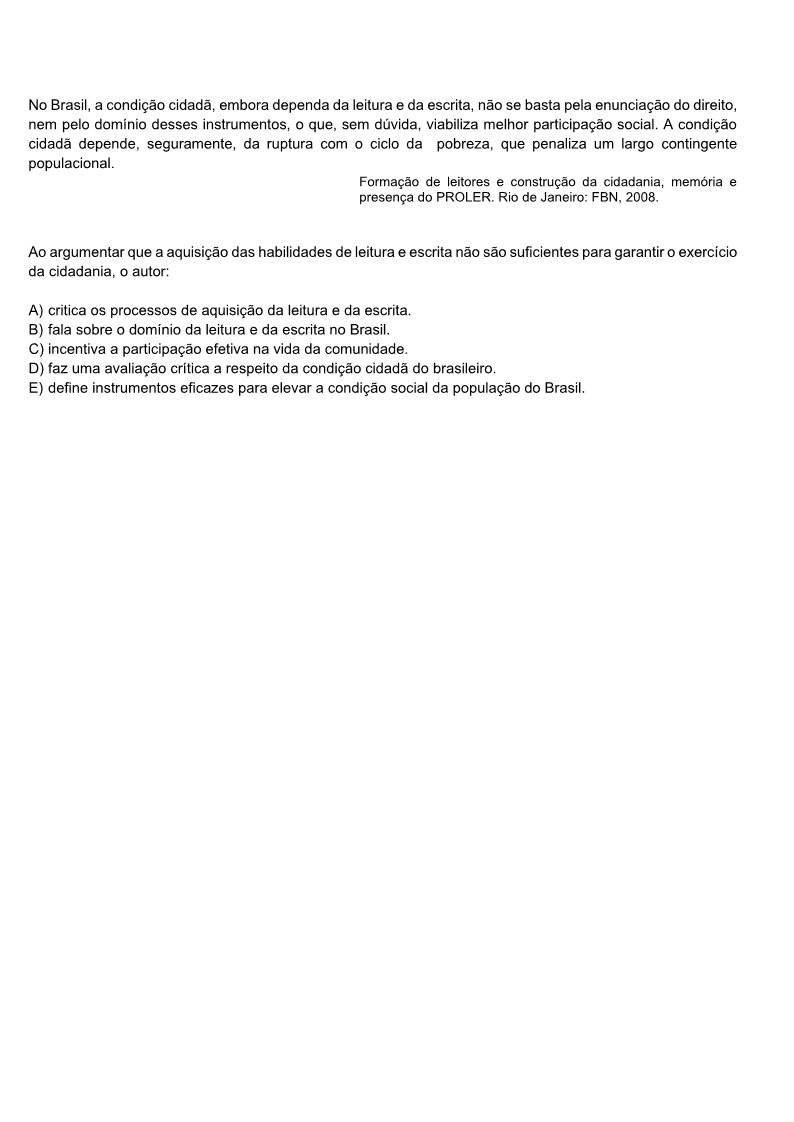 No Brasil, a condição cidadã, embora dependa da leitura e da escrita, não se basta pela enunciação do direito,
nem pelo domínio desses instrumentos, o que, sem dúvida, viabiliza melhor participação social. A condição
cidadã depende, seguramente, da ruptura com o ciclo da pobreza, que penaliza um largo contingente
populacional.
Formação de leitores e construção da cidadania, memória e
presença do PROLER. Rio de Janeiro: FBN, 2008.
Ao argumentar que a aquisição das habilidades de leitura e escrita não são suficientes para garantir o exercício
da cidadania, o autor:
A) critica os processos de aquisição da leitura e da escrita.
B) fala sobre o domínio da leitura e da escrita no Brasil.
C) incentiva a participação efetiva na vida da comunidade.
D) faz uma avaliação crítica a respeito da condição cidadã do brasileiro.
E) define instrumentos eficazes para elevar a condição social da população do Brasil.